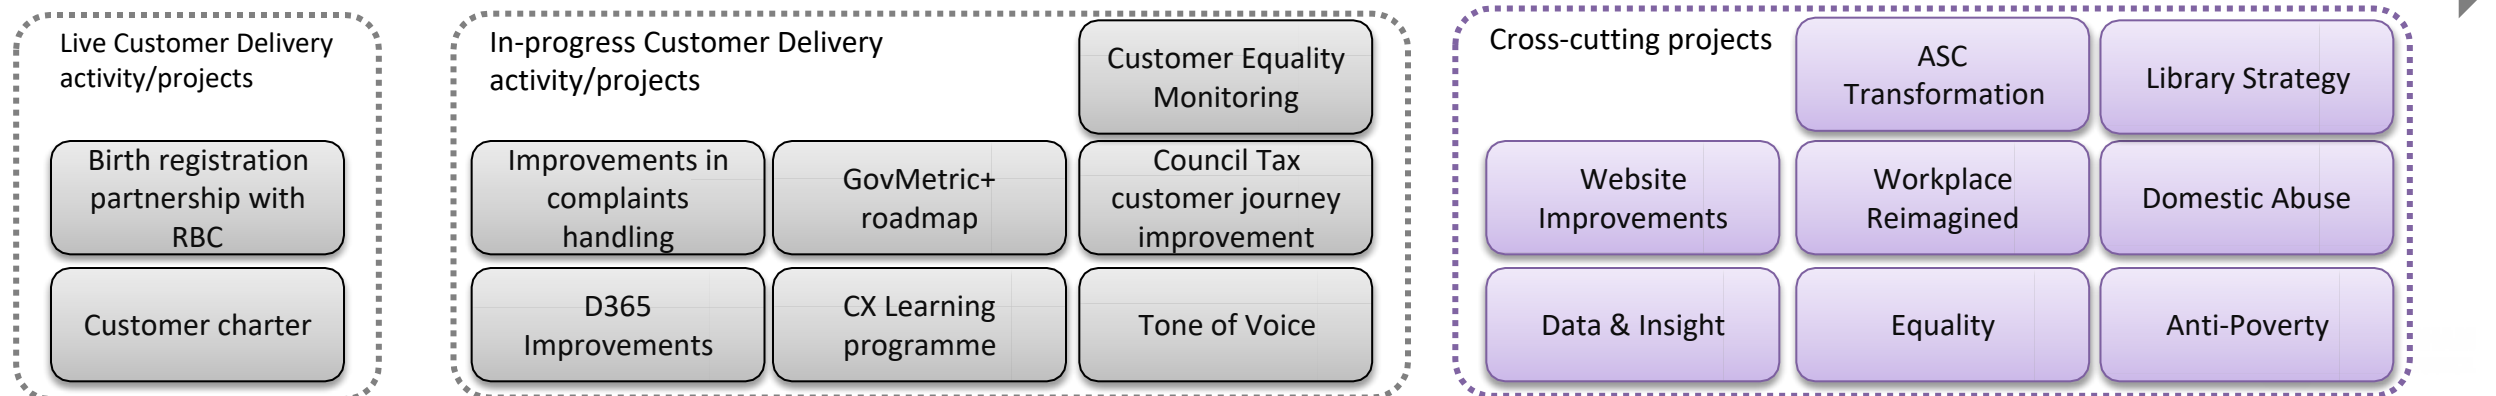 Live Customer Delivery
activity/projects
Birth registration
partnership with
RBC
Customer charter
In-progress Customer Delivery
activity/projects
Customer Equality
Monitoring
Improvements in
complaints
handling
GovMetric+
roadmap
Council Tax
customer journey
improvement
D365
Improvements
CX Learning
programme
Tone of Voice
Cross-cutting projects
ASC
Transformation
Library Strategy
Website
Improvements
Workplace
Reimagined
Domestic Abuse
Data & Insight
Equality
Anti-Poverty